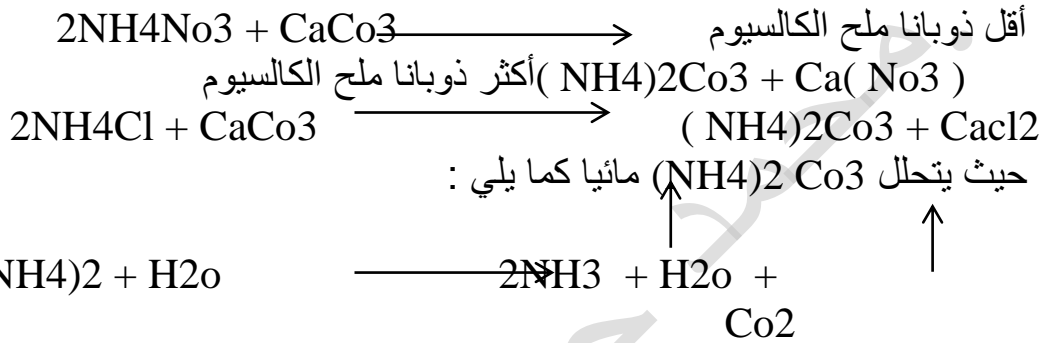 2NH4No3 + CaCo3 → أقل ذوبانا ملح الكالسيوم
( NH4)2Co3 + Ca( No3 )أكثر ذوبانا ملح الكالسيوم
2NH4Cl + CaCo3 → ( NH4)2Co3 + Cacl2
حيث يتحلل NH4)2 Co3) مائيا كما يلي :
NH4)2 + H2o → 2NH3 + H2o +
Co2